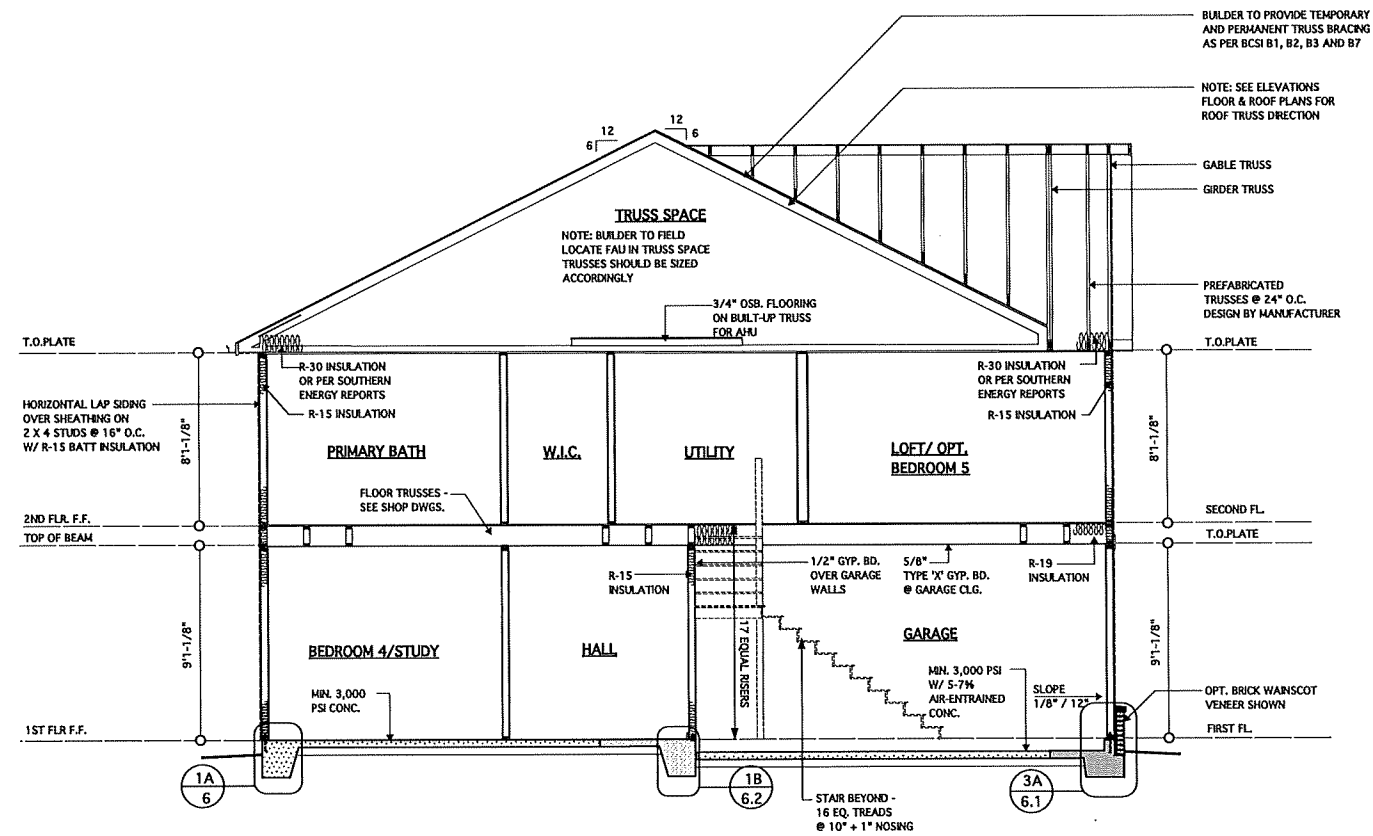 BUILDER TO PROVIDE TEMPORARY
AND PERMANENT TRUSS BRACING
AS PER BCSI B1, B2, B3 AND B7
NOTE: SEE ELEVATIONS
FLOOR & ROOF PLANS FOR
ROOF TRUSS DIRECTION
12
6
12
6
GABLE TRUSS
GIRDER TRUSS
TRUSS SPACE
NOTE: BUILDER TO FIELD
LOCATE FAU IN TRUSS SPACE
TRUSSES SHOULD BE SIZED
ACCORDINGLY
3/4" OSB. FLOORING
ON BUILT-UP TRUSS
FOR AHU
PREFABRICATED
TRUSSES @ 24" O.C.
DESIGN BY MANUFACTURER
T.O.PLATE
T.O.PLATE
R-30 INSULATION
OR PER SOUTHERN
ENERGY REPORTS
R-15 INSULATION
R-30 INSULATION
OR PER SOUTHERN
ENERGY REPORTS
R-15 INSULATION
HORIZONTAL LAP SIDING
OVER SHEATHING ON
2 X 4 STUDS @ 16" O.C.
W/ R-15 BATT INSULATION
8'1-1/8"
PRIMARY BATH
W.I.C.
UTILITY
LOFT/ OPT.
BEDROOM 5
8'1-1/8"
FLOOR TRUSSES -
SEE SHOP DWGS.
2ND FLR. F.F.
TOP OF BEAM
SECOND FL.
T.O.PLATE
R-15
INSULATION
1/2" GYP. BD.
OVER GARAGE
WALLS
5/8"
TYPE 'X' GYP. BD.
@ GARAGE CLG.
R-19
INSULATION
9'1-1/8"
BEDROOM 4/STUDY
HALL
17 EQUAL RISERS
GARAGE
9'1-1/8"
MIN. 3,000
PSI CONC.
MIN. 3,000 PSI
W/ 5-7%
AIR-ENTRAINED
CONC.
SLOPE
1/8" / 12"
OPT. BRICK WAINSCOT
VENEER SHOWN
1ST FLR F.F.
FIRST FL.
1A
6
1B
6.2
3A
6.1
STAIR BEYOND -
16 EQ. TREADS
@ 10" + 1" NOSING